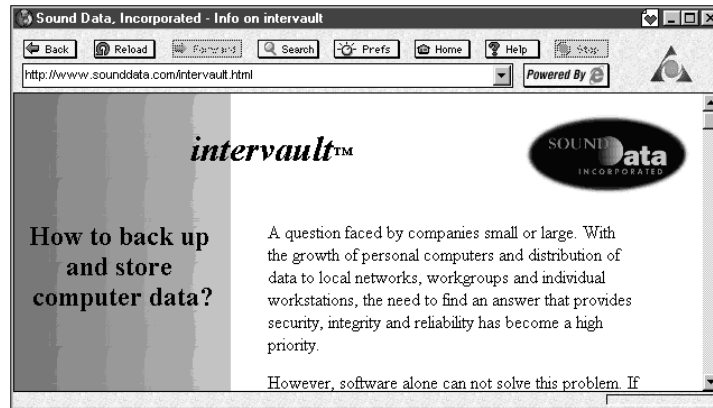 Sound Data, Incorporated - Info on intervault
Back Reload Forward Search Prefs Home Help Stop
http://www.sounddata.com/intervault.html Powered By
intervault™
SOUND Data
INCORPORATED
How to back up
and store
computer data?
A question faced by companies small or large. With
the growth of personal computers and distribution of
data to local networks, workgroups and individual
workstations, the need to find an answer that provides
security, integrity and reliability has become a high
priority.
However, software alone can not solve this problem. If